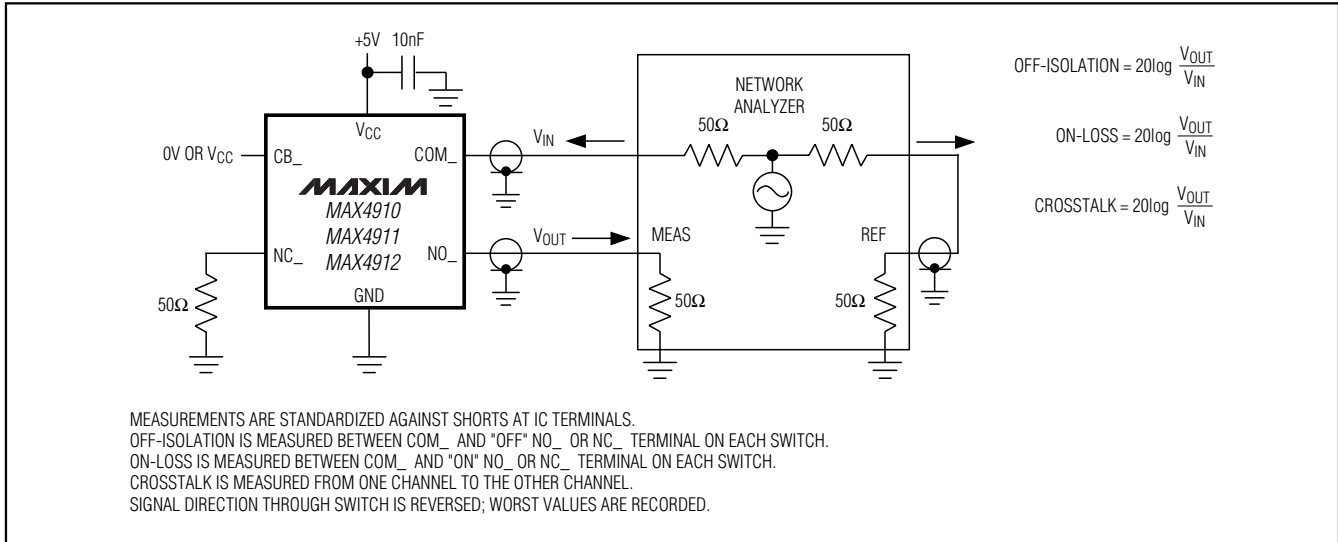 +5V 10nF
VCC
0V OR VCC
CB_
COM_
MAXIM
MAX4910
MAX4911
MAX4912
NC_
NO_
GND
50Ω
VIN
VOUT
NETWORK
ANALYZER
50Ω 50Ω
MEAS REF
50Ω 50Ω
OFF-ISOLATION = 20log VOUT/VIN
ON-LOSS = 20log VOUT/VIN
CROSSTALK = 20log VOUT/VIN
MEASUREMENTS ARE STANDARDIZED AGAINST SHORTS AT IC TERMINALS.
OFF-ISOLATION IS MEASURED BETWEEN COM_ AND "OFF" NO_ OR NC_ TERMINAL ON EACH SWITCH.
ON-LOSS IS MEASURED BETWEEN COM_ AND "ON" NO_ OR NC_ TERMINAL ON EACH SWITCH.
CROSSTALK IS MEASURED FROM ONE CHANNEL TO THE OTHER CHANNEL.
SIGNAL DIRECTION THROUGH SWITCH IS REVERSED; WORST VALUES ARE RECORDED.